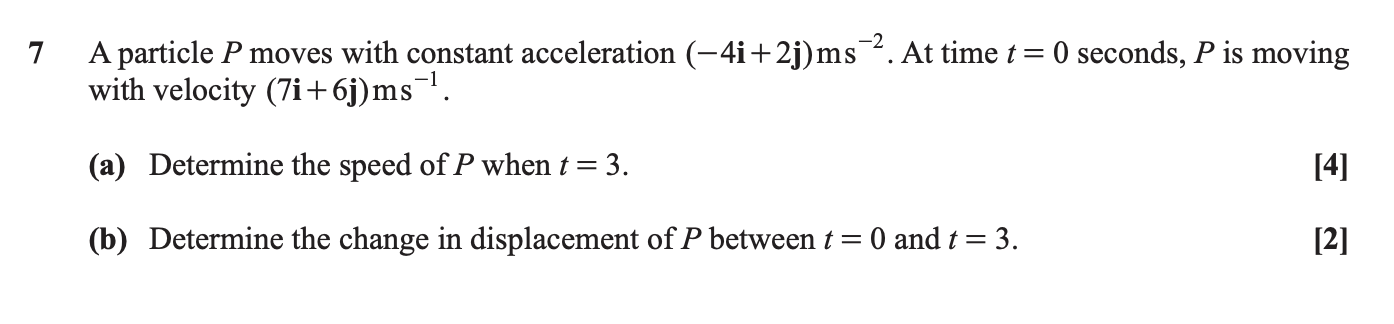 7 A particle P moves with constant acceleration (−4i+2j) m s⁻². At time t = 0 seconds, P is moving
with velocity (7i+6j) m s⁻¹.
(a) Determine the speed of P when t = 3. [4]
(b) Determine the change in displacement of P between t = 0 and t = 3. [2]